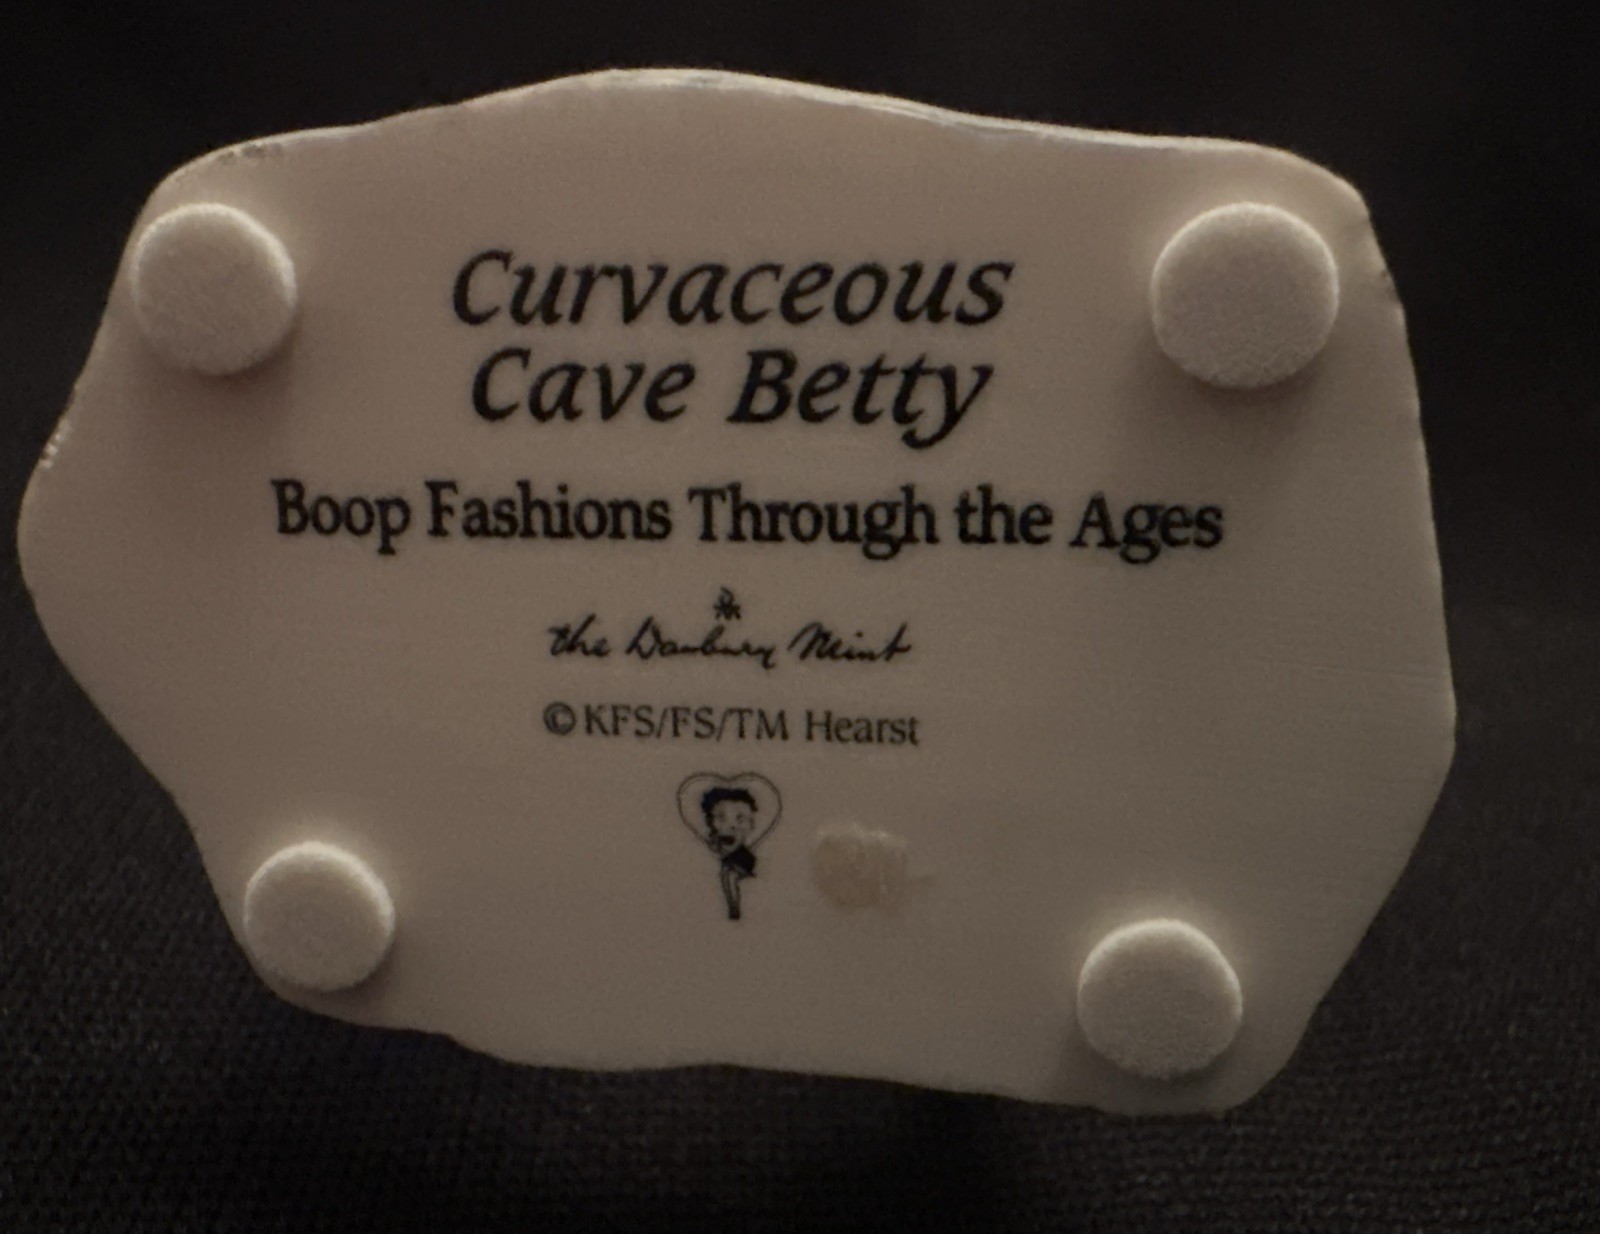 Curvaceous
Cave Betty
Boop Fashions Through the Ages
the Danbury Mint
©KFS/FS/TM Hearst